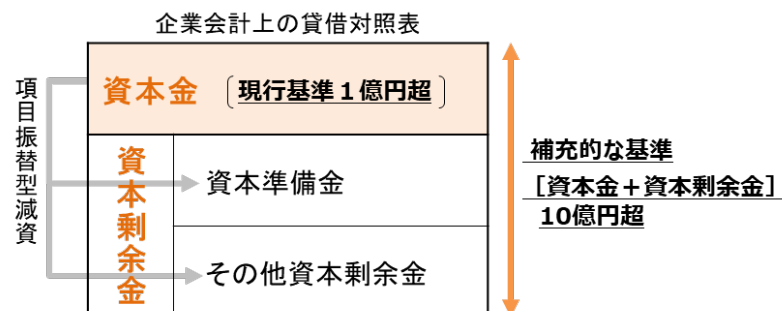 企業会計上の貸借対照表
項目振替型減資
資本金
〔現行基準１億円超〕
資本剰余金
資本準備金
その他資本剰余金
補充的な基準
［資本金＋資本剰余金］
10億円超